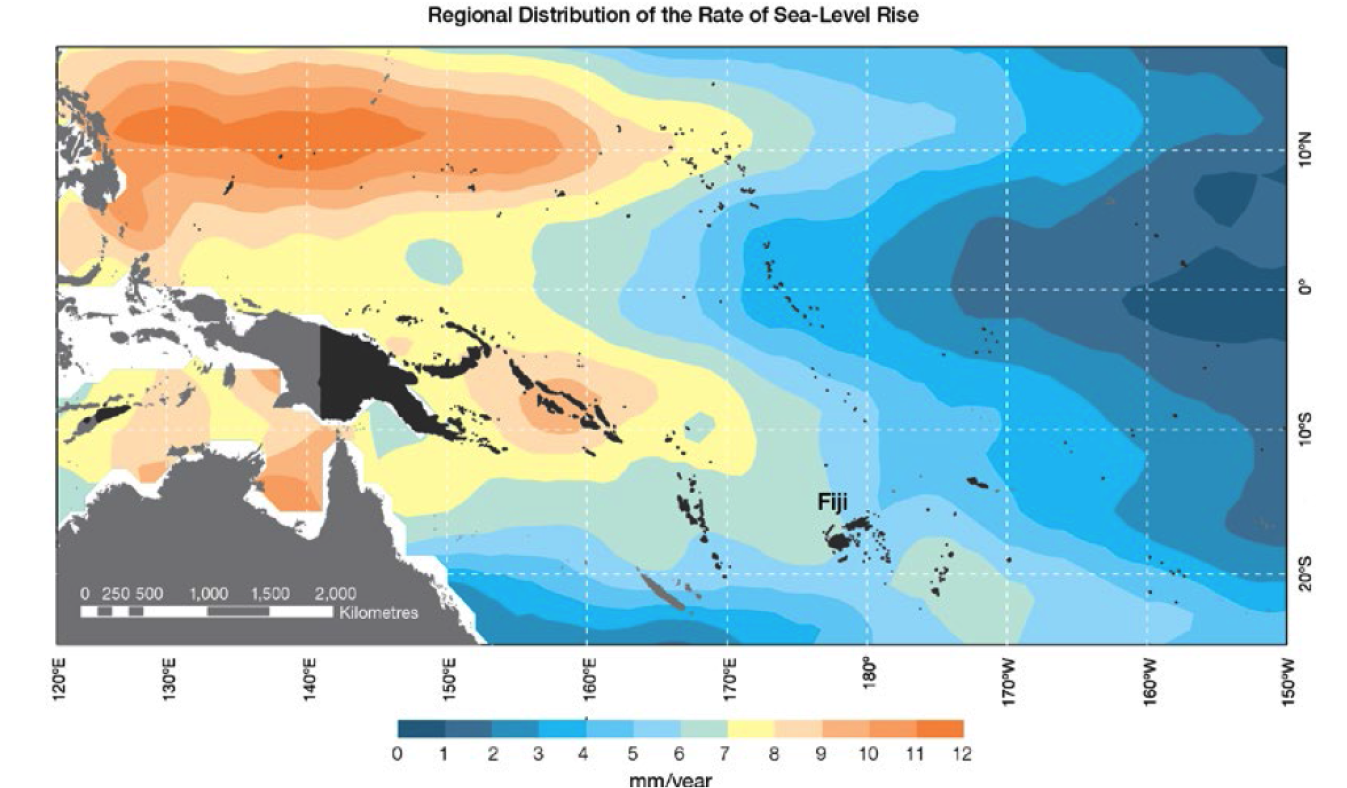 Regional Distribution of the Rate of Sea-Level Rise
10°N
0°
10°S
20°S
Fiji
0 250 500 1,000 1,500 2,000
Kilometres
120°E 130°E 140°E 150°E 160°E 170°E 180° 170°W 160°W 150°W
0 1 2 3 4 5 6 7 8 9 10 11 12
mm/year